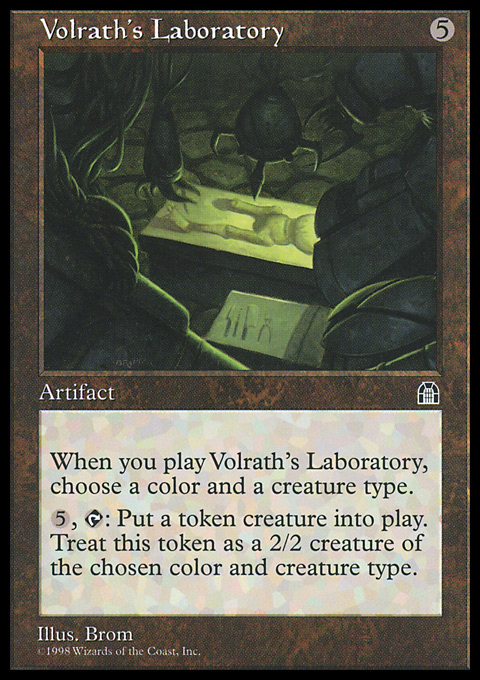 Volrath's Laboratory 5
Artifact
When you play Volrath's Laboratory,
choose a color and a creature type.
5, : Put a token creature into play.
Treat this token as a 2/2 creature of
the chosen color and creature type.
Illus. Brom
©1998 Wizards of the Coast, Inc.